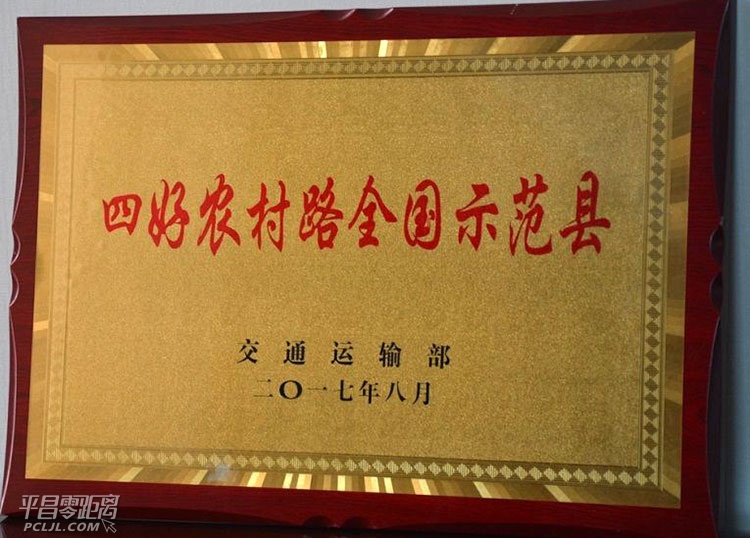 四好农村路全国示范县
交通运输部
二〇一七年八月
平昌零距离
PCLJL.COM